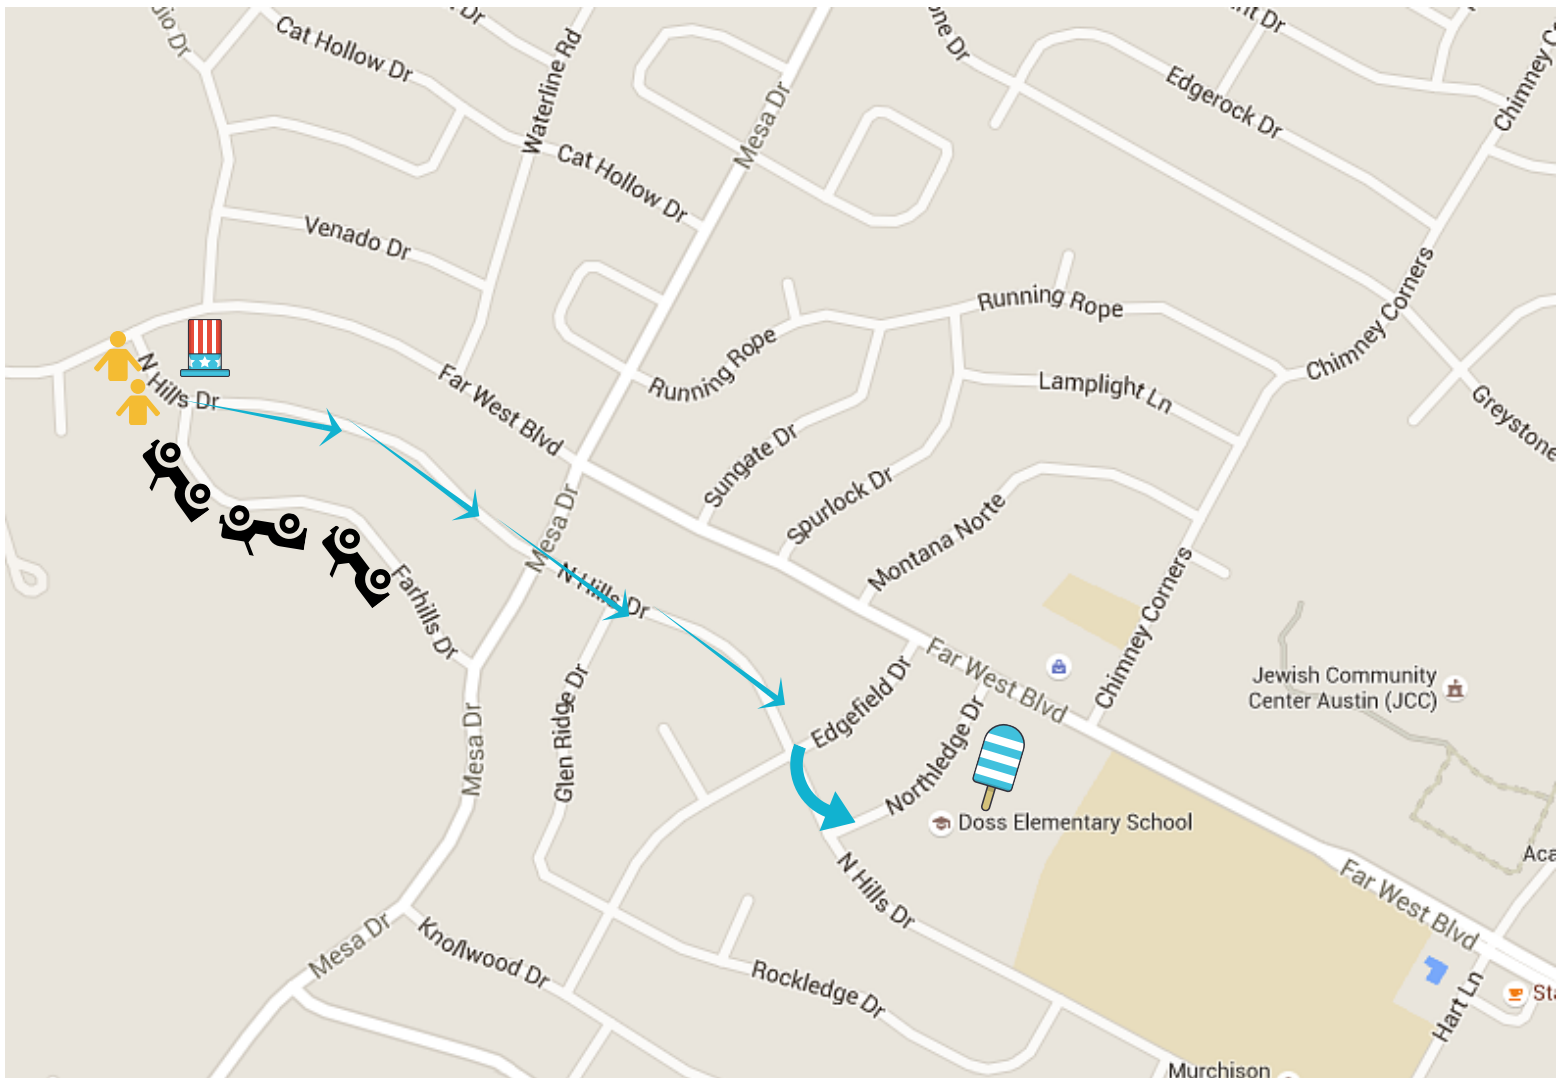 Cat Hollow Dr
Waterline Rd
Mesa Dr
Edgerock Dr
Chimney
Cat Hollow Dr
Venado Dr
Running Rope
Chimney Corners
Running Rope
Lamplight Ln
Greystone
N Hills Dr
Far West Blvd
Sungate Dr
Spurlock Dr
Montana Norte
Mesa Dr
N Hills Dr
Farhills Dr
Chimney Corners
Far West Blvd
Jewish Community
Center Austin (JCC)
Edgefield Dr
Glen Ridge Dr
Mesa Dr
Northledge Dr
Doss Elementary School
N Hills Dr
Far West Blvd
Mesa Dr
Knollwood Dr
Rockledge Dr
Hart Ln
Murchison